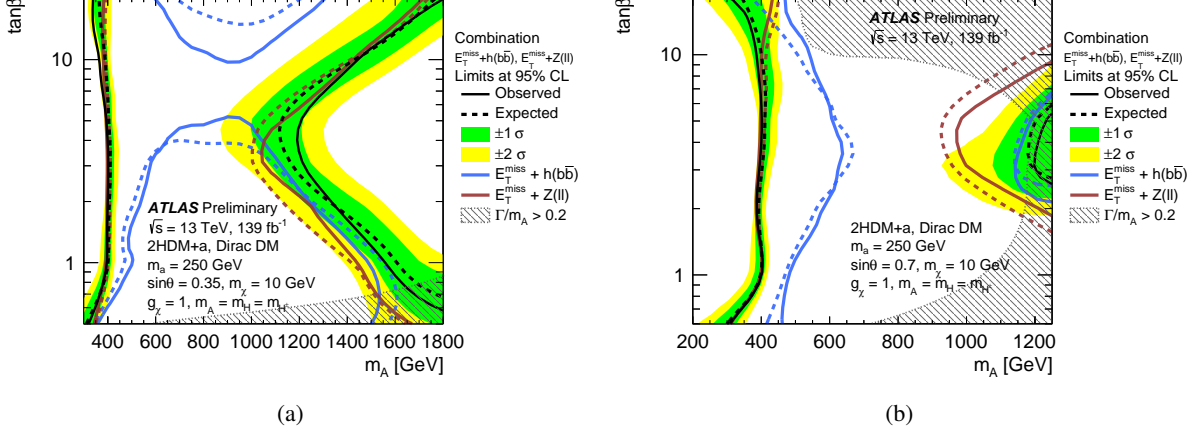 tanβ
10
1
400 600 800 1000 1200 1400 1600 1800
m_A [GeV]
ATLAS Preliminary
√s = 13 TeV, 139 fb⁻¹
2HDM+a, Dirac DM
m_a = 250 GeV
sinθ = 0.35, m_χ = 10 GeV
g_χ = 1, m_A = m_H = m_H±
Combination
E_T^miss+h(bb̄), E_T^miss+Z(ll)
Limits at 95% CL
Observed
Expected
±1 σ
±2 σ
E_T^miss + h(bb̄)
E_T^miss + Z(ll)
Γ/m_A > 0.2
(a)
tanβ
10
1
200 400 600 800 1000 1200
m_A [GeV]
ATLAS Preliminary
√s = 13 TeV, 139 fb⁻¹
2HDM+a, Dirac DM
m_a = 250 GeV
sinθ = 0.7, m_χ = 10 GeV
g_χ = 1, m_A = m_H = m_H±
Combination
E_T^miss+h(bb̄), E_T^miss+Z(ll)
Limits at 95% CL
Observed
Expected
±1 σ
±2 σ
E_T^miss + h(bb̄)
E_T^miss + Z(ll)
Γ/m_A > 0.2
(b)